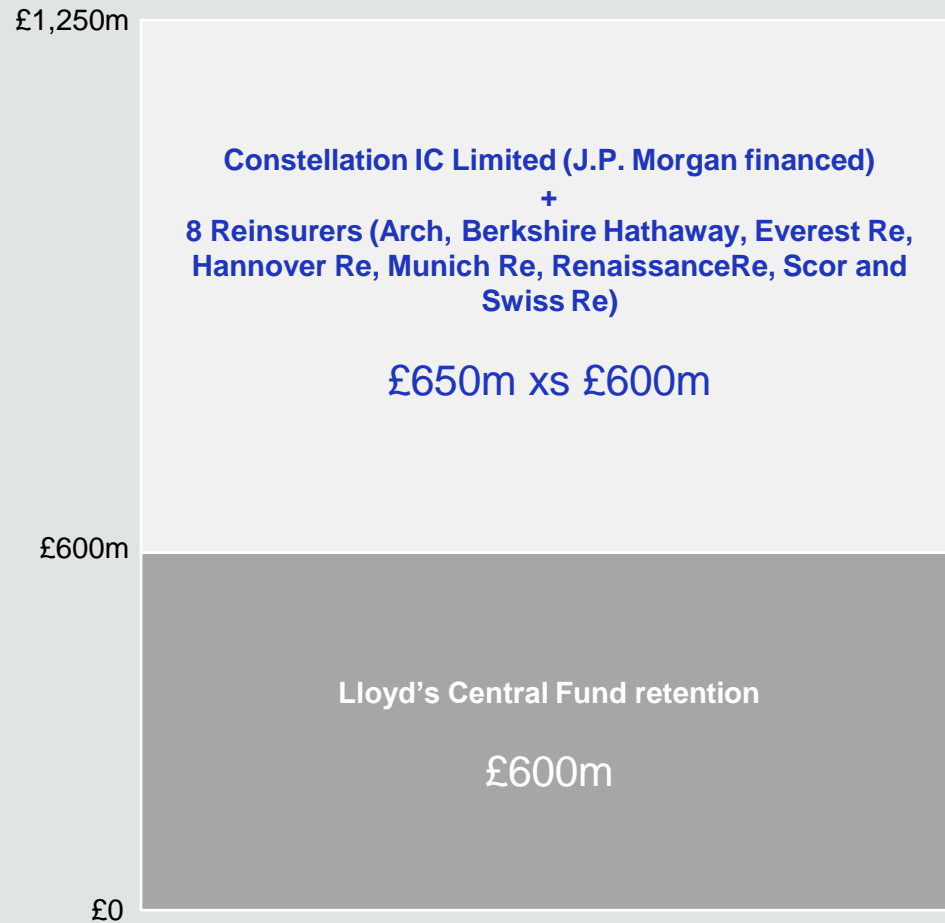 £1,250m
Constellation IC Limited (J.P. Morgan financed)
+
8 Reinsurers (Arch, Berkshire Hathaway, Everest Re,
Hannover Re, Munich Re, RenaissanceRe, Scor and
Swiss Re)
£650m xs £600m
£600m
Lloyd’s Central Fund retention
£600m
£0